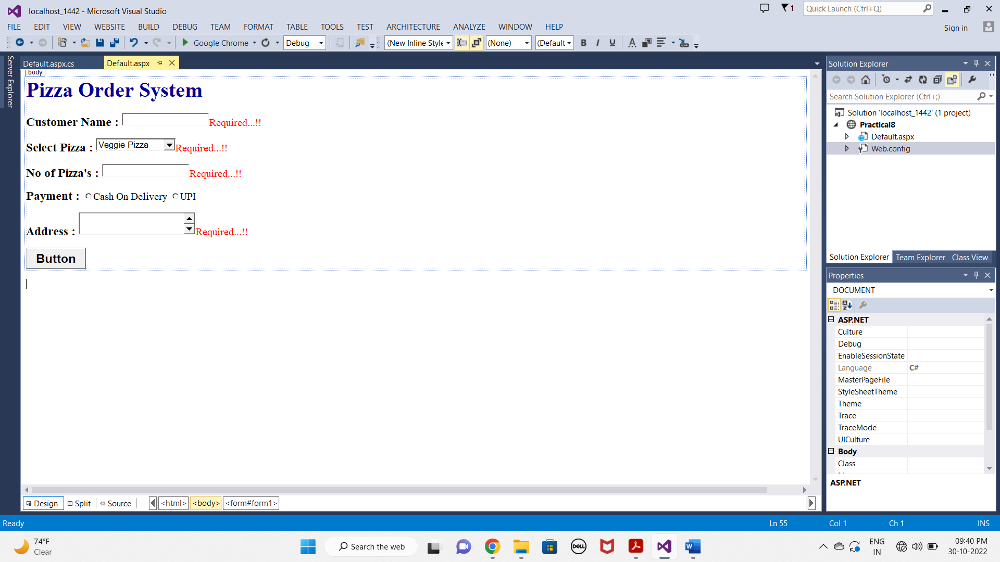 localhost_1442 - Microsoft Visual Studio
1
Quick Launch (Ctrl+Q)
FILE EDIT VIEW WEBSITE BUILD DEBUG TEAM FORMAT TABLE TOOLS TEST ARCHITECTURE ANALYZE WINDOW HELP
Sign in
Google Chrome Debug (New Inline Style (None) (Default B I U
Server Explorer
Default.aspx.cs Default.aspx
body
Pizza Order System
Customer Name : Required...!!
Select Pizza : Veggie Pizza Required...!!
No of Pizza's : Required...!!
Payment : Cash On Delivery UPI
Address : Required...!!
Button
Design Split Source <html> <body> <form#form1>
Solution Explorer
Search Solution Explorer (Ctrl+;)
Solution 'localhost_1442' (1 project)
Practical8
Default.aspx
Web.config
Solution Explorer Team Explorer Class View
Properties
DOCUMENT
ASP.NET
Culture
Debug
EnableSessionState
Language C#
MasterPageFile
StyleSheetTheme
Theme
Trace
TraceMode
UICulture
Body
Class
ASP.NET
Ready Ln 55 Col 1 Ch 1 INS
74°F
Clear
Search the web
DELL
ENG
IN
09:40 PM
30-10-2022